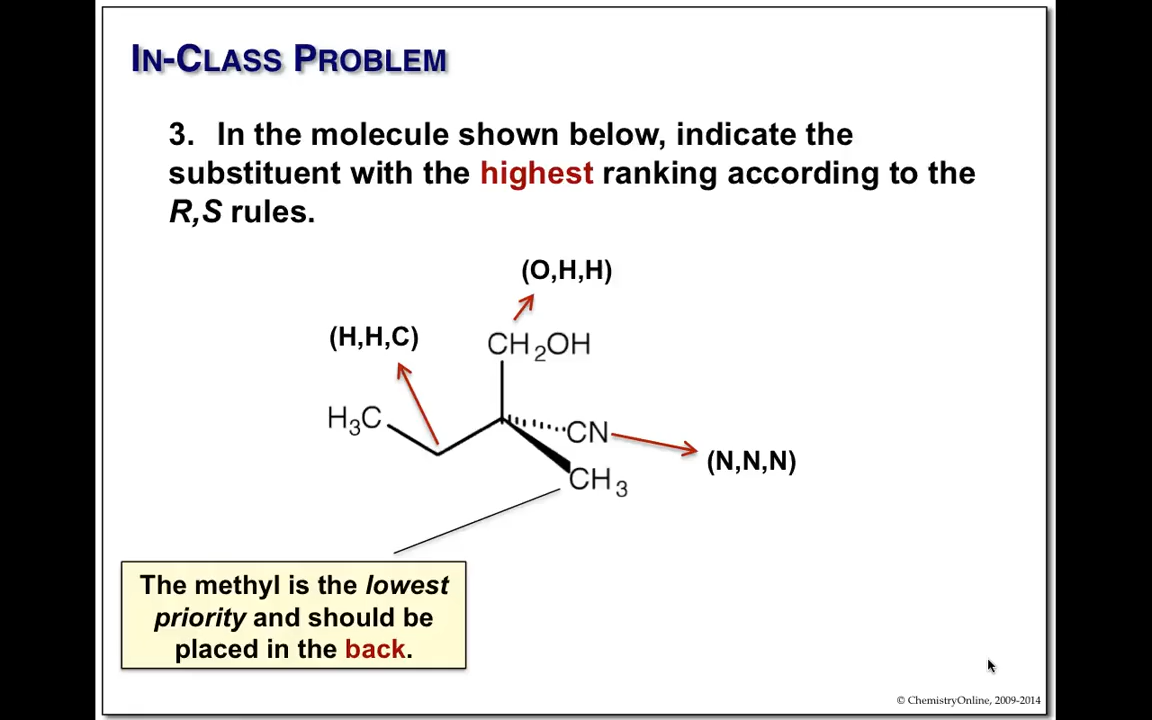 IN-CLASS PROBLEM
3. In the molecule shown below, indicate the
substituent with the highest ranking according to the
R,S rules.
(O,H,H)
(H,H,C)
CH2OH
H3C
CN
(N,N,N)
CH3
The methyl is the lowest
priority and should be
placed in the back.
© ChemistryOnline, 2009-2014